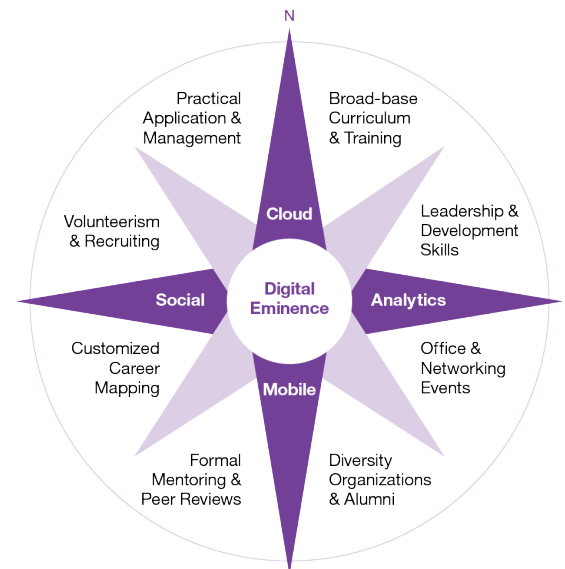 N
Practical
Application &
Management
Broad-base
Curriculum
& Training
Cloud
Volunteerism
& Recruiting
Leadership &
Development
Skills
Social
Digital
Eminence
Analytics
Customized
Career
Mapping
Office &
Networking
Events
Mobile
Formal
Mentoring &
Peer Reviews
Diversity
Organizations
& Alumni